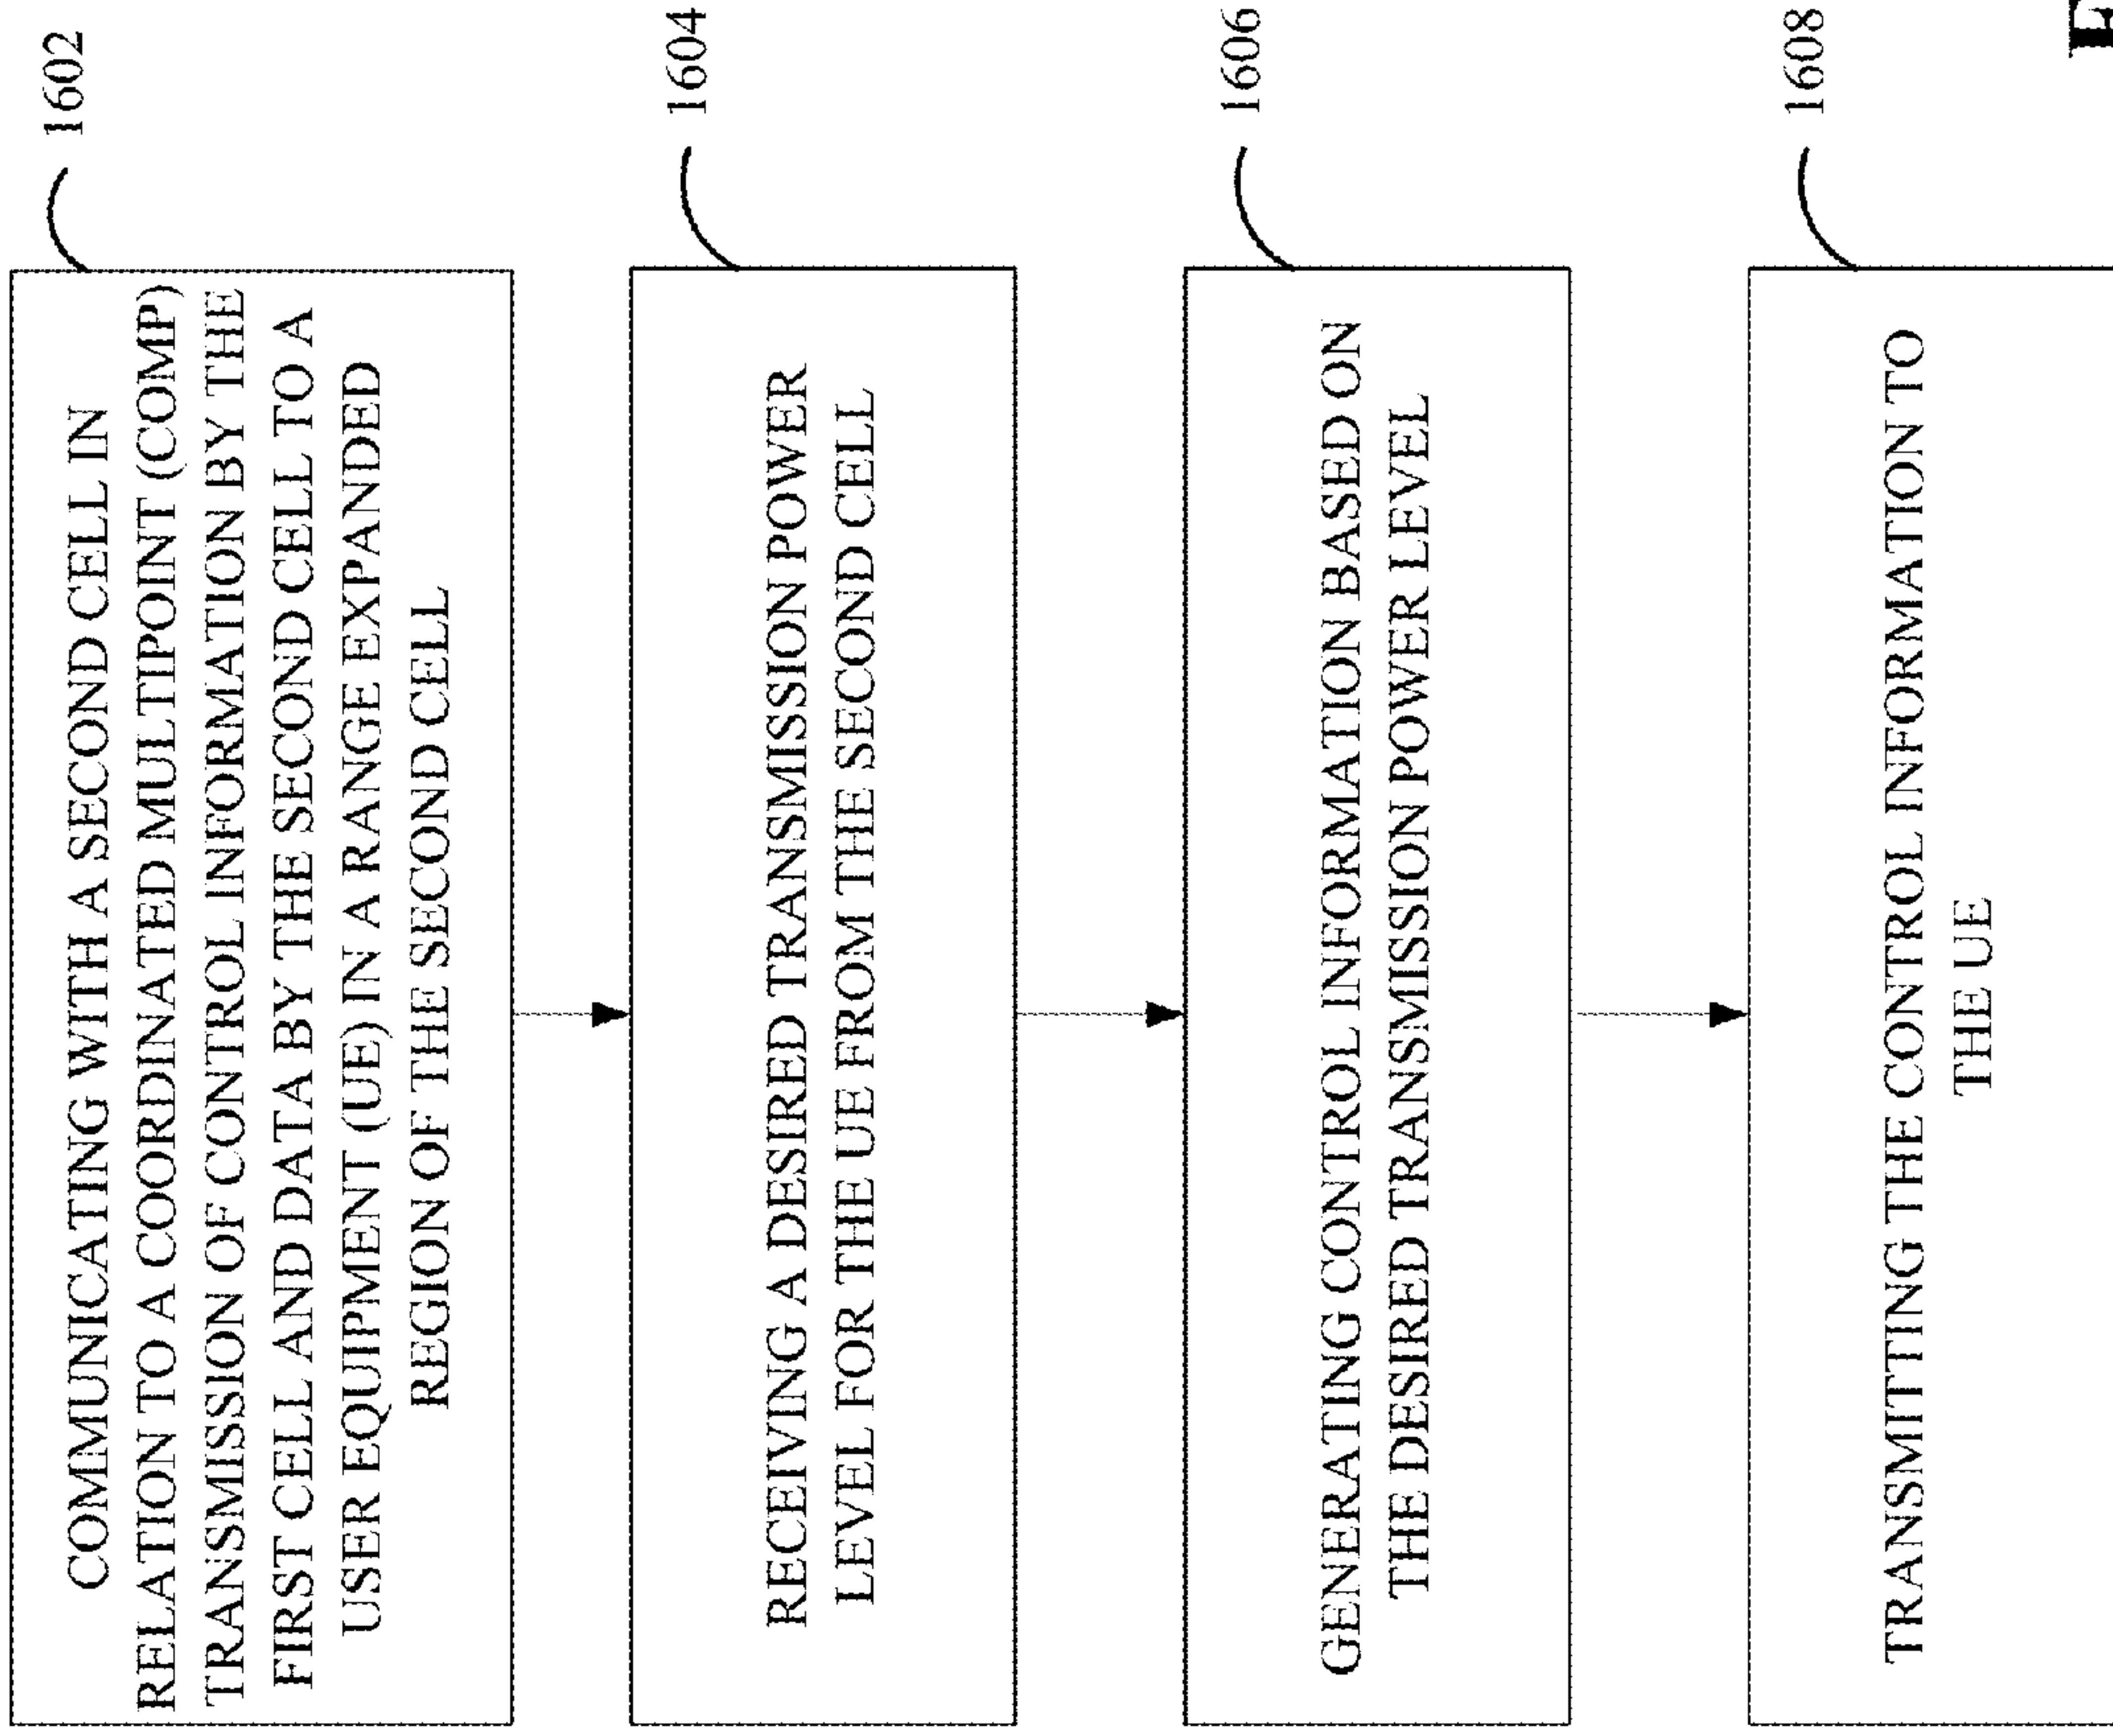 1602
COMMUNICATING WITH A SECOND CELL IN
RELATION TO A COORDINATED MULTIPOINT (COMP)
TRANSMISSION OF CONTROL INFORMATION BY THE
FIRST CELL AND DATA BY THE SECOND CELL TO A
USER EQUIPMENT (UE) IN A RANGE EXPANDED
REGION OF THE SECOND CELL
1604
RECEIVING A DESIRED TRANSMISSION POWER
LEVEL FOR THE UE FROM THE SECOND CELL
1606
GENERATING CONTROL INFORMATION BASED ON
THE DESIRED TRANSMISSION POWER LEVEL
1608
TRANSMITTING THE CONTROL INFORMATION TO
THE UE